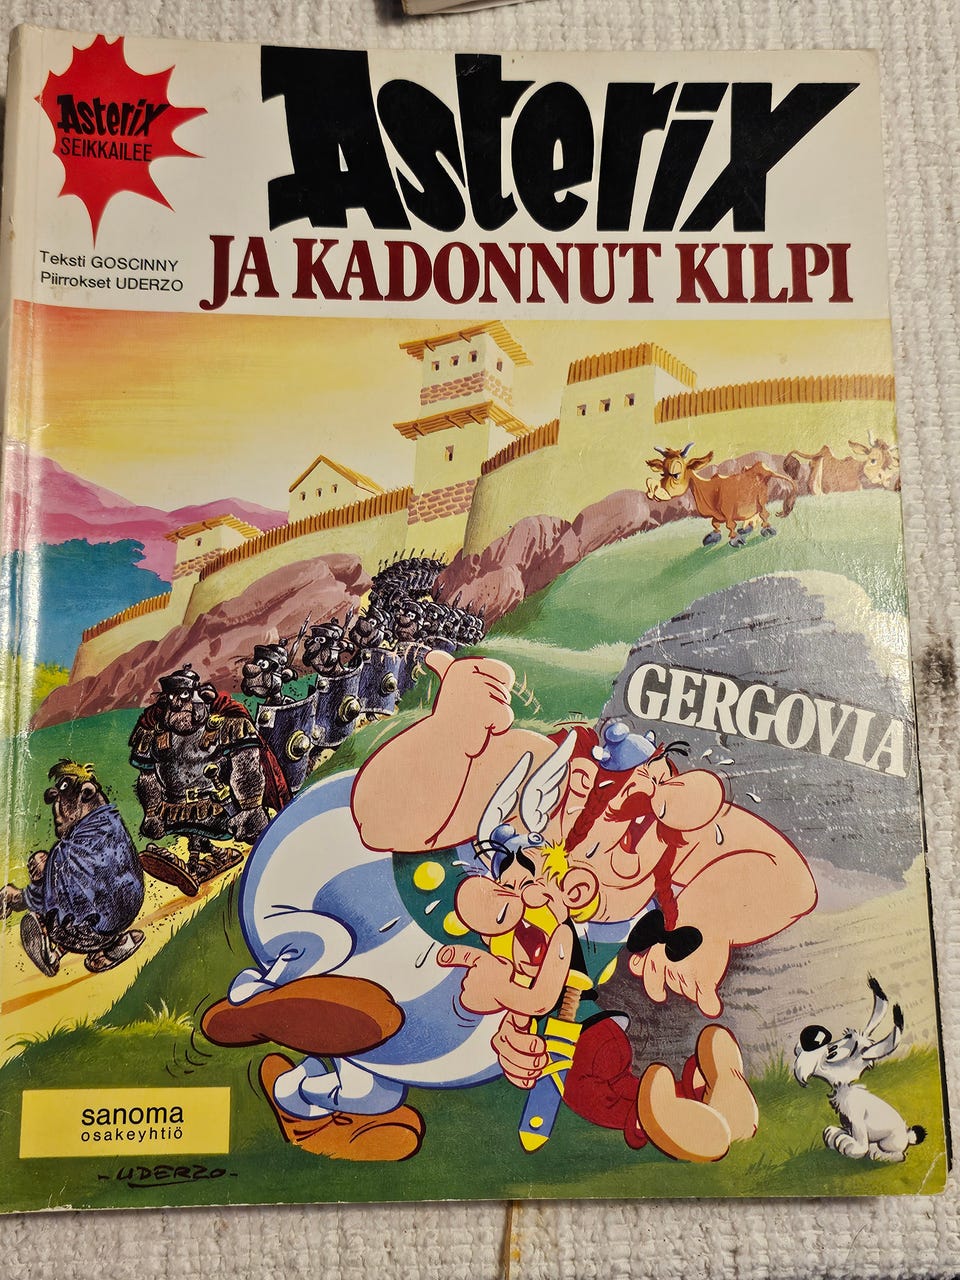 Asterix
SEIKKAILEE
Asterix
JA KADONNUT KILPI
Teksti GOSCINNY
Piirrokset UDERZO
GERGOVIA
sanoma
osakeyhtiö
-UDERZO-